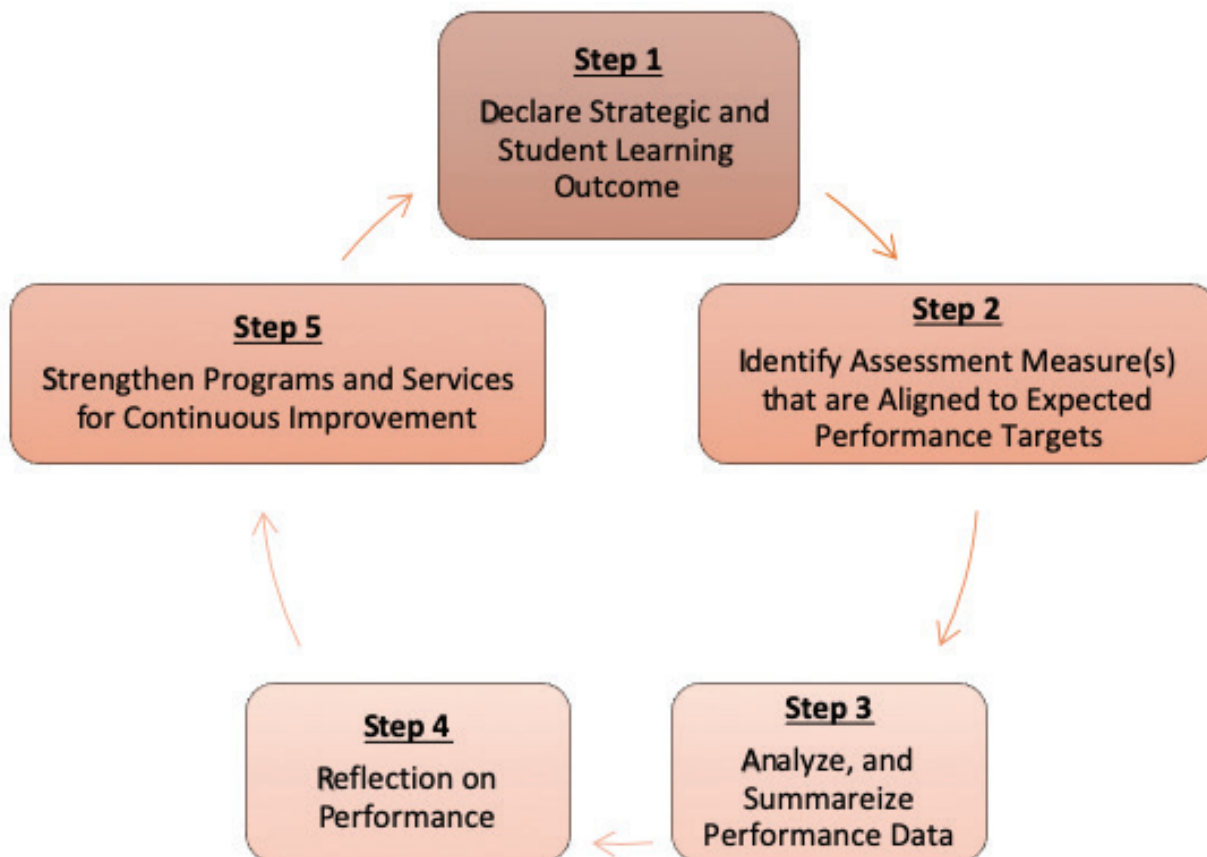 Step 1
Declare Strategic and
Student Learning
Outcome
Step 2
Identify Assessment Measure(s)
that are Aligned to Expected
Performance Targets
Step 3
Analyze, and
Summareize
Performance Data
Step 4
Reflection on
Performance
Step 5
Strengthen Programs and Services
for Continuous Improvement